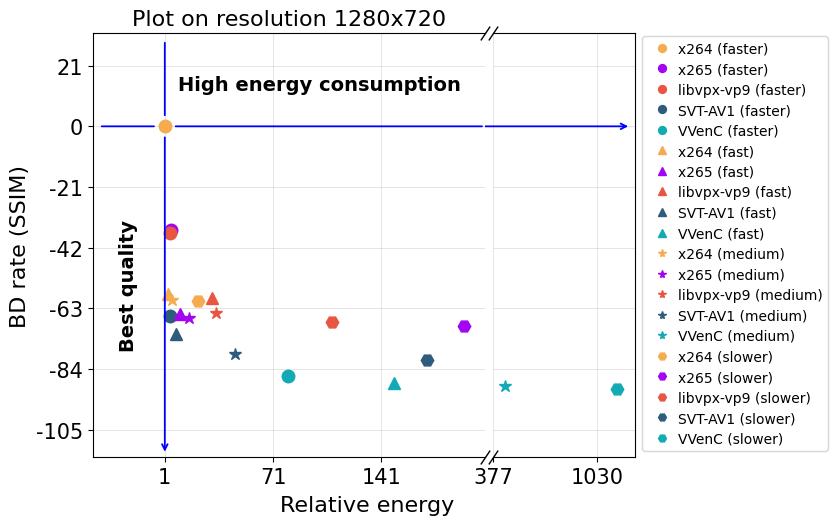 Plot on resolution 1280x720
High energy consumption
Best quality
BD rate (SSIM)
21
0
-21
-42
-63
-84
-105
1
71
141
377
1030
Relative energy
x264 (faster)
x265 (faster)
libvpx-vp9 (faster)
SVT-AV1 (faster)
VVenC (faster)
x264 (fast)
x265 (fast)
libvpx-vp9 (fast)
SVT-AV1 (fast)
VVenC (fast)
x264 (medium)
x265 (medium)
libvpx-vp9 (medium)
SVT-AV1 (medium)
VVenC (medium)
x264 (slower)
x265 (slower)
libvpx-vp9 (slower)
SVT-AV1 (slower)
VVenC (slower)